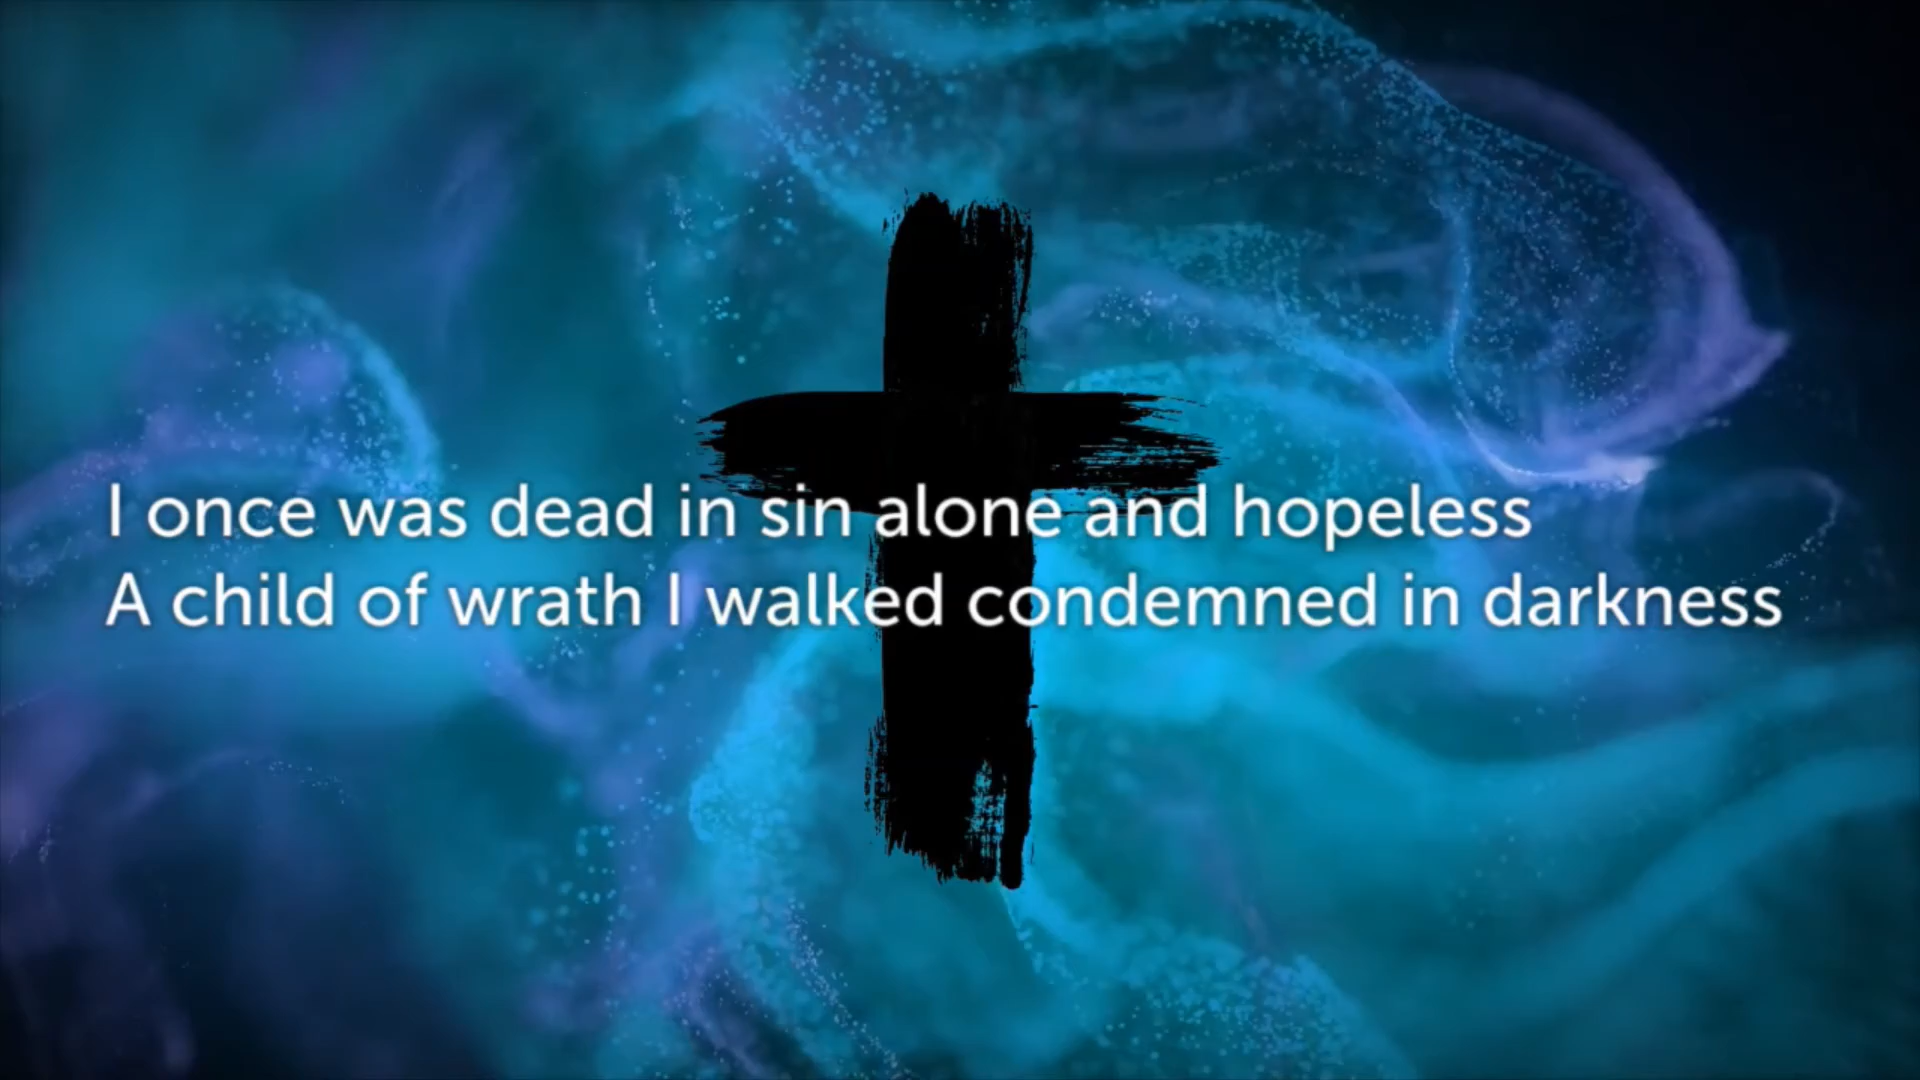 I once was dead in sin alone and hopeless
A child of wrath I walked condemned in darkness